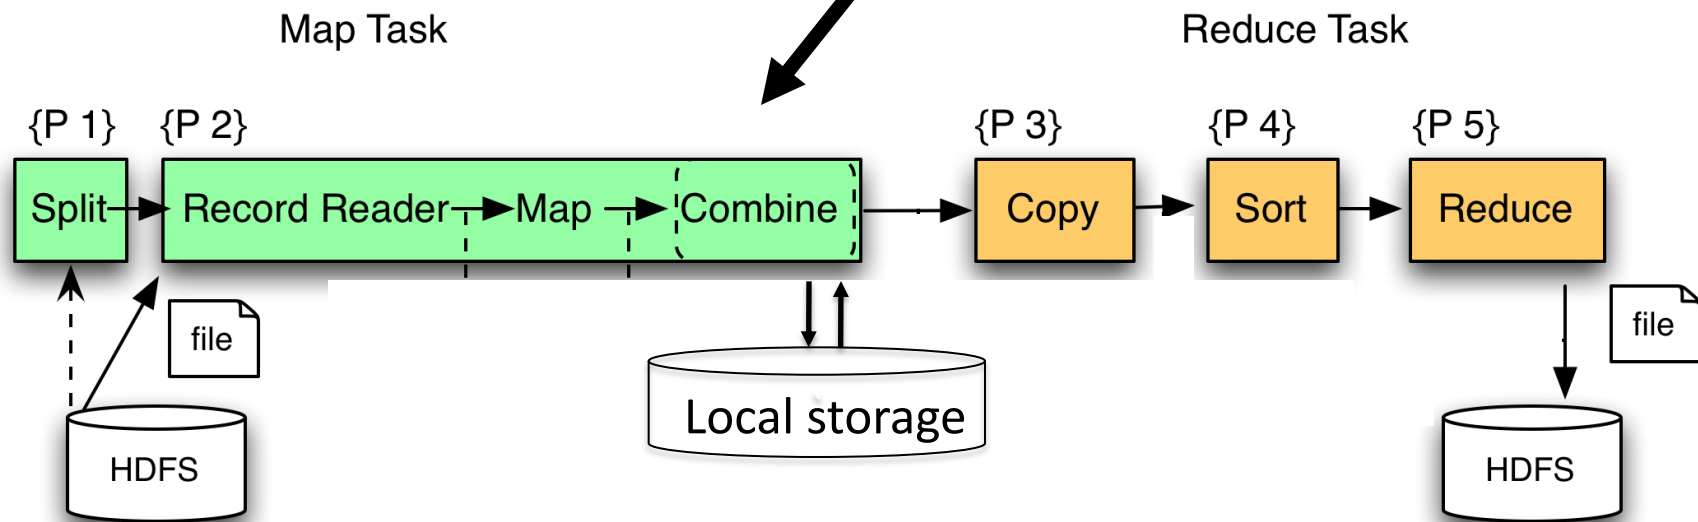 Map Task
Reduce Task
{P 1}
{P 2}
{P 3}
{P 4}
{P 5}
Split
Record Reader
Map
Combine
Copy
Sort
Reduce
file
file
Local storage
HDFS
HDFS